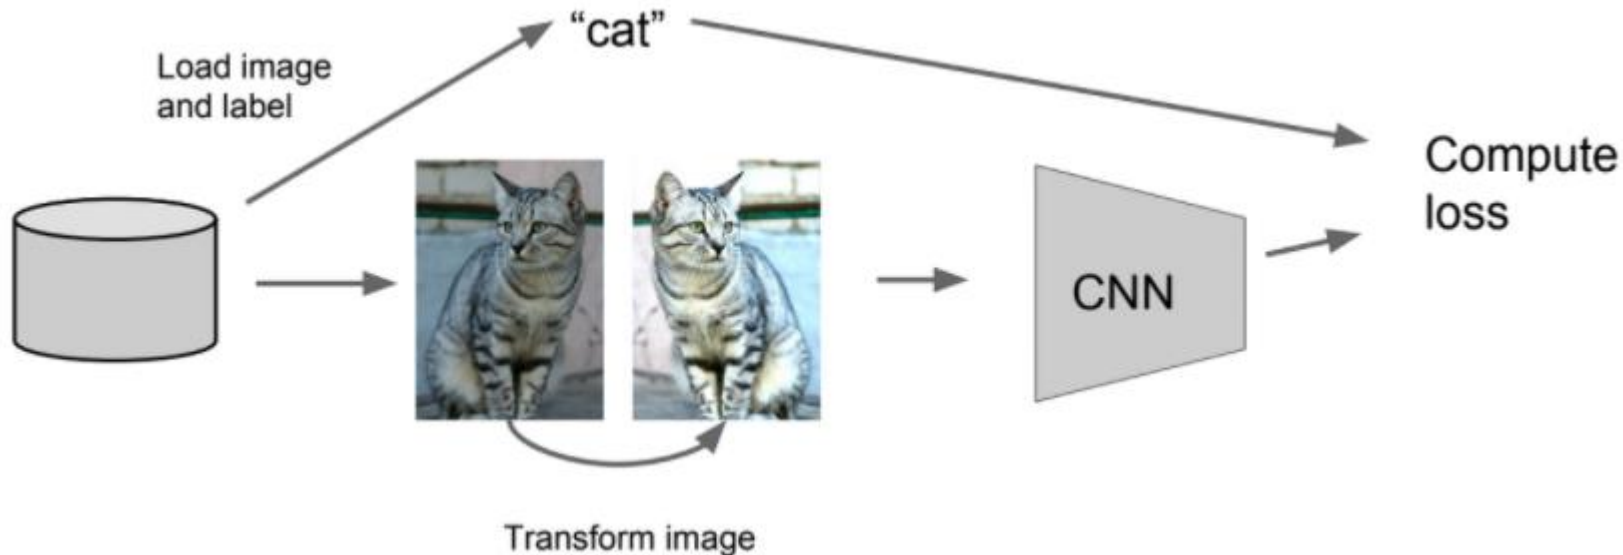 “cat”
Load image
and label
Compute
loss
CNN
Transform image